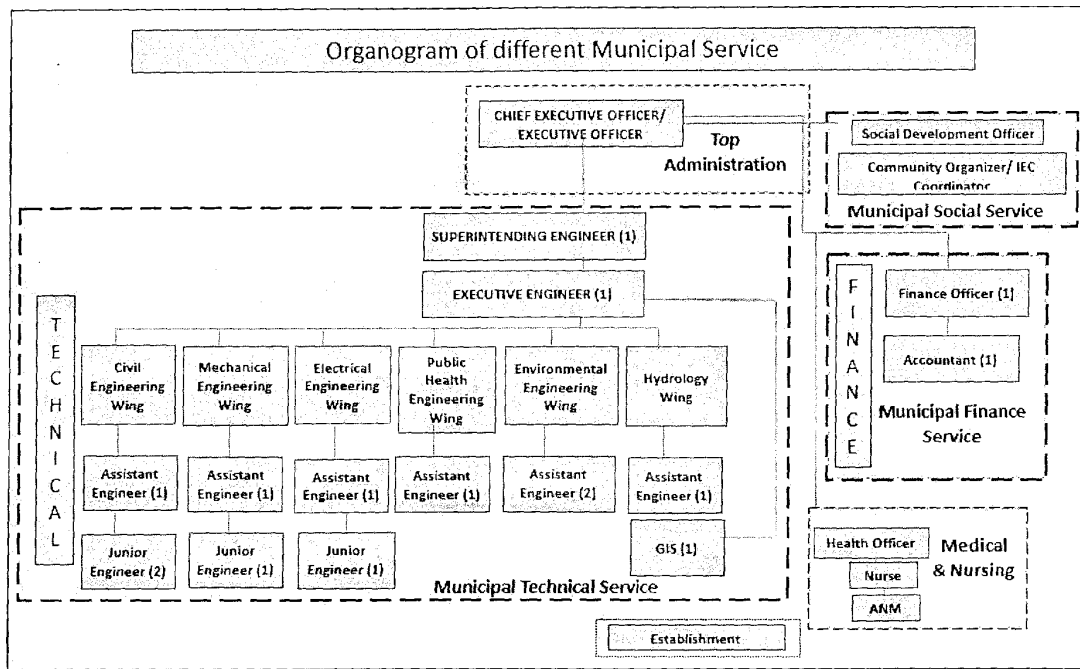 Organogram of different Municipal Service
CHIEF EXECUTIVE OFFICER/
EXECUTIVE OFFICER
Top
Administration
Social Development Officer
Community Organizer/ IEC
Coordinator
Municipal Social Service
SUPERINTENDING ENGINEER (1)
EXECUTIVE ENGINEER (1)
T
E
C
H
N
I
C
A
L
Civil
Engineering
Wing
Mechanical
Engineering
Wing
Electrical
Engineering
Wing
Public
Health
Engineering
Wing
Environmental
Engineering
Wing
Hydrology
Wing
Assistant
Engineer (1)
Assistant
Engineer (1)
Assistant
Engineer (1)
Assistant
Engineer (1)
Assistant
Engineer (2)
Assistant
Engineer (1)
Junior
Engineer (2)
Junior
Engineer (1)
Junior
Engineer (1)
GIS (1)
Municipal Technical Service
F
I
N
A
N
C
E
Finance Officer (1)
Accountant (1)
Municipal Finance
Service
Health Officer
Nurse
ANM
Medical
& Nursing
Establishment